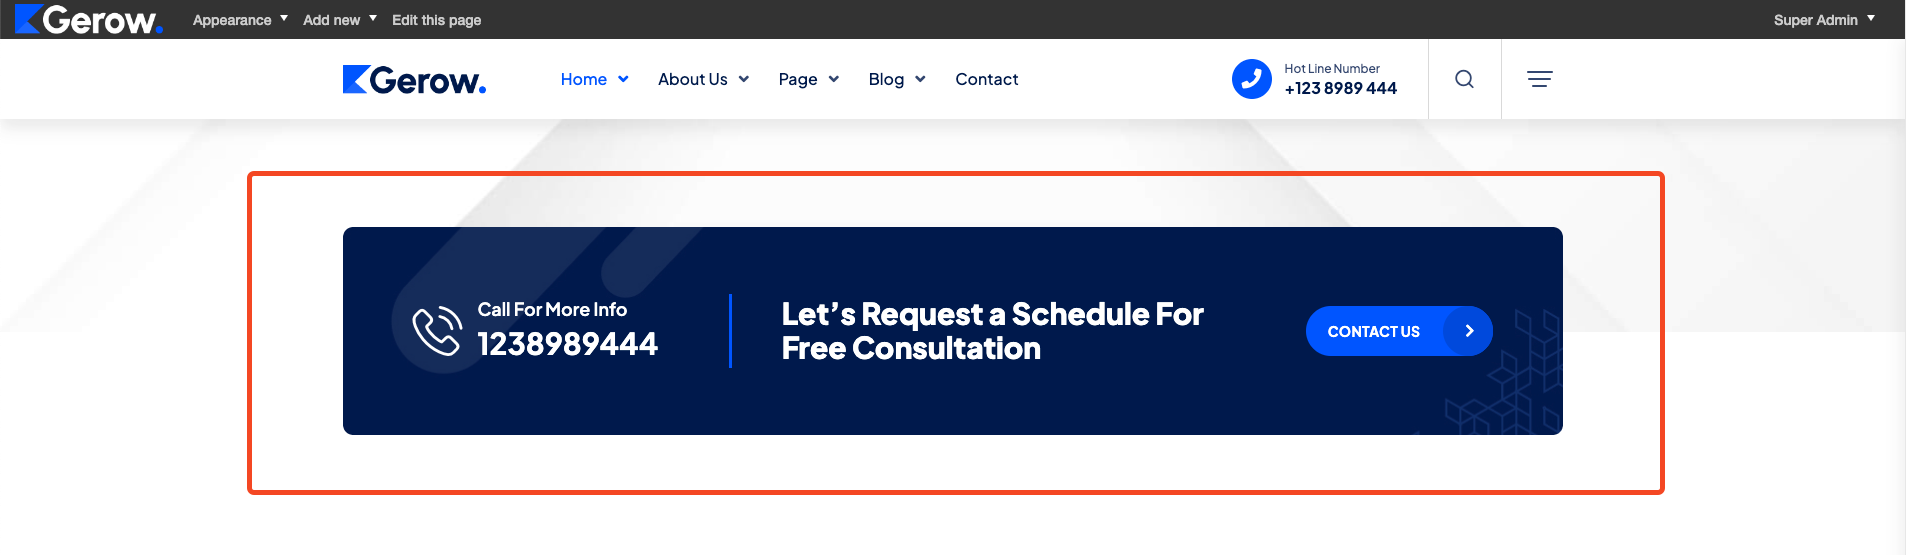 Gerow.
Appearance
Add new
Edit this page
Super Admin
Gerow.
Home
About Us
Page
Blog
Contact
Hot Line Number
+123 8989 444
Call For More Info
1238989444
Let’s Request a Schedule For
Free Consultation
CONTACT US